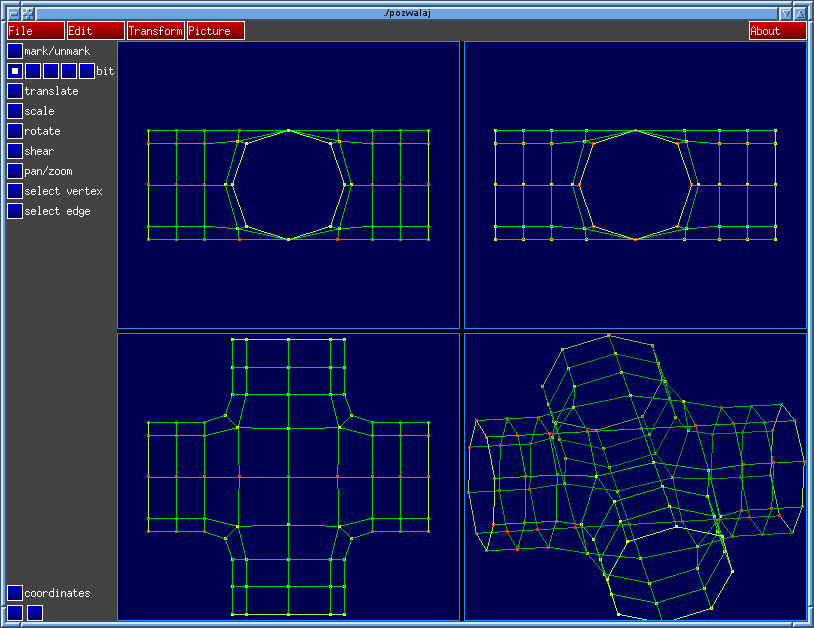 ./pozwalaj
File Edit Transform Picture About
mark/unmark
bit
translate
scale
rotate
shear
pan/zoom
select vertex
select edge
coordinates